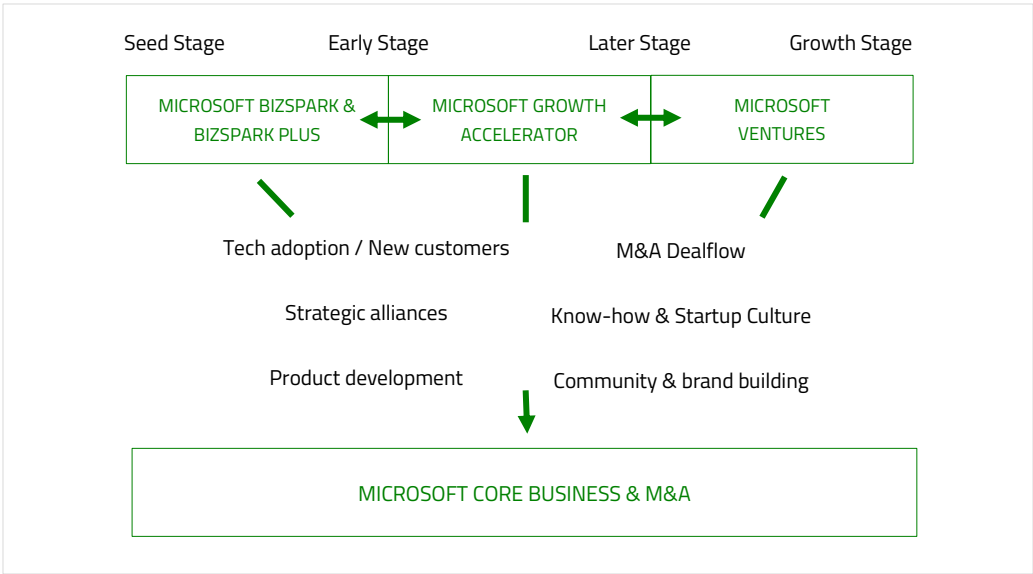 Seed Stage
Early Stage
Later Stage
Growth Stage
MICROSOFT BIZSPARK &
BIZSPARK PLUS
MICROSOFT GROWTH
ACCELERATOR
MICROSOFT
VENTURES
Tech adoption / New customers
M&A Dealflow
Strategic alliances
Know-how & Startup Culture
Product development
Community & brand building
MICROSOFT CORE BUSINESS & M&A